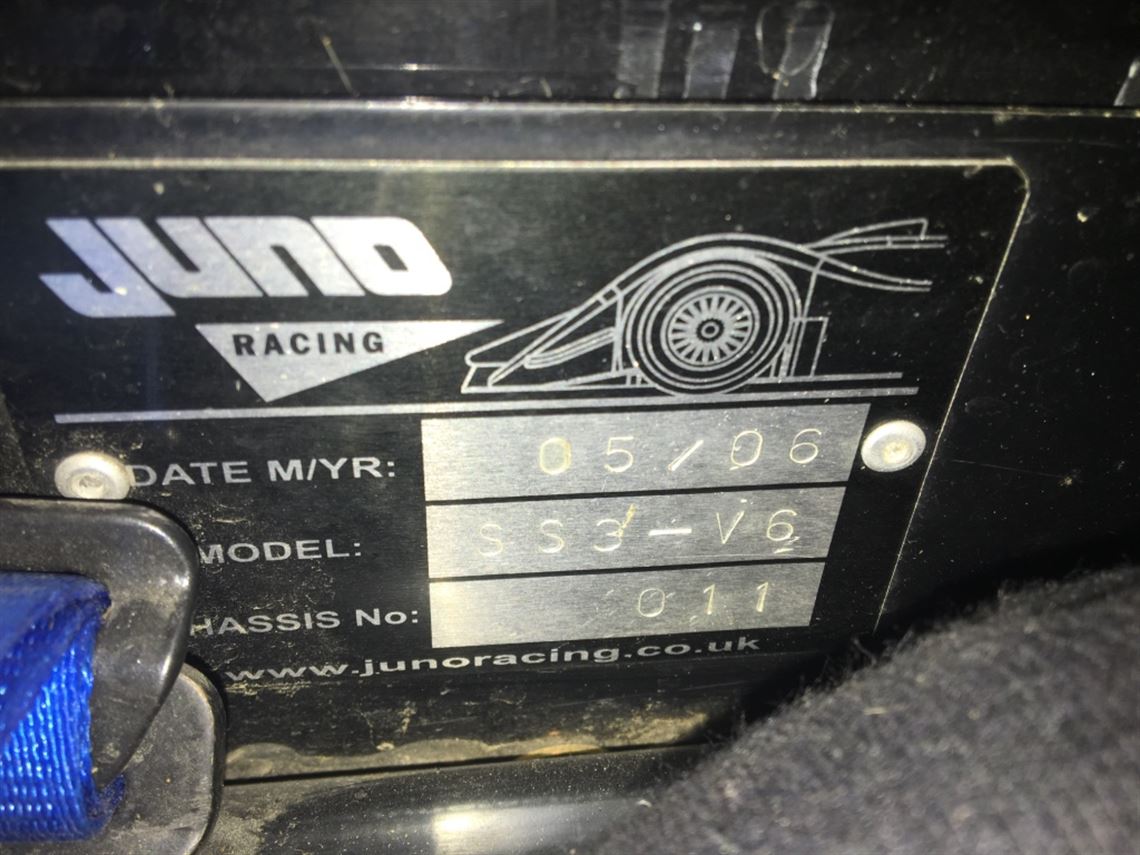 JUNO
RACING
DATE M/YR: 05/06
MODEL: SS3-V6
HASSIS No: 011
www.junoracing.co.uk